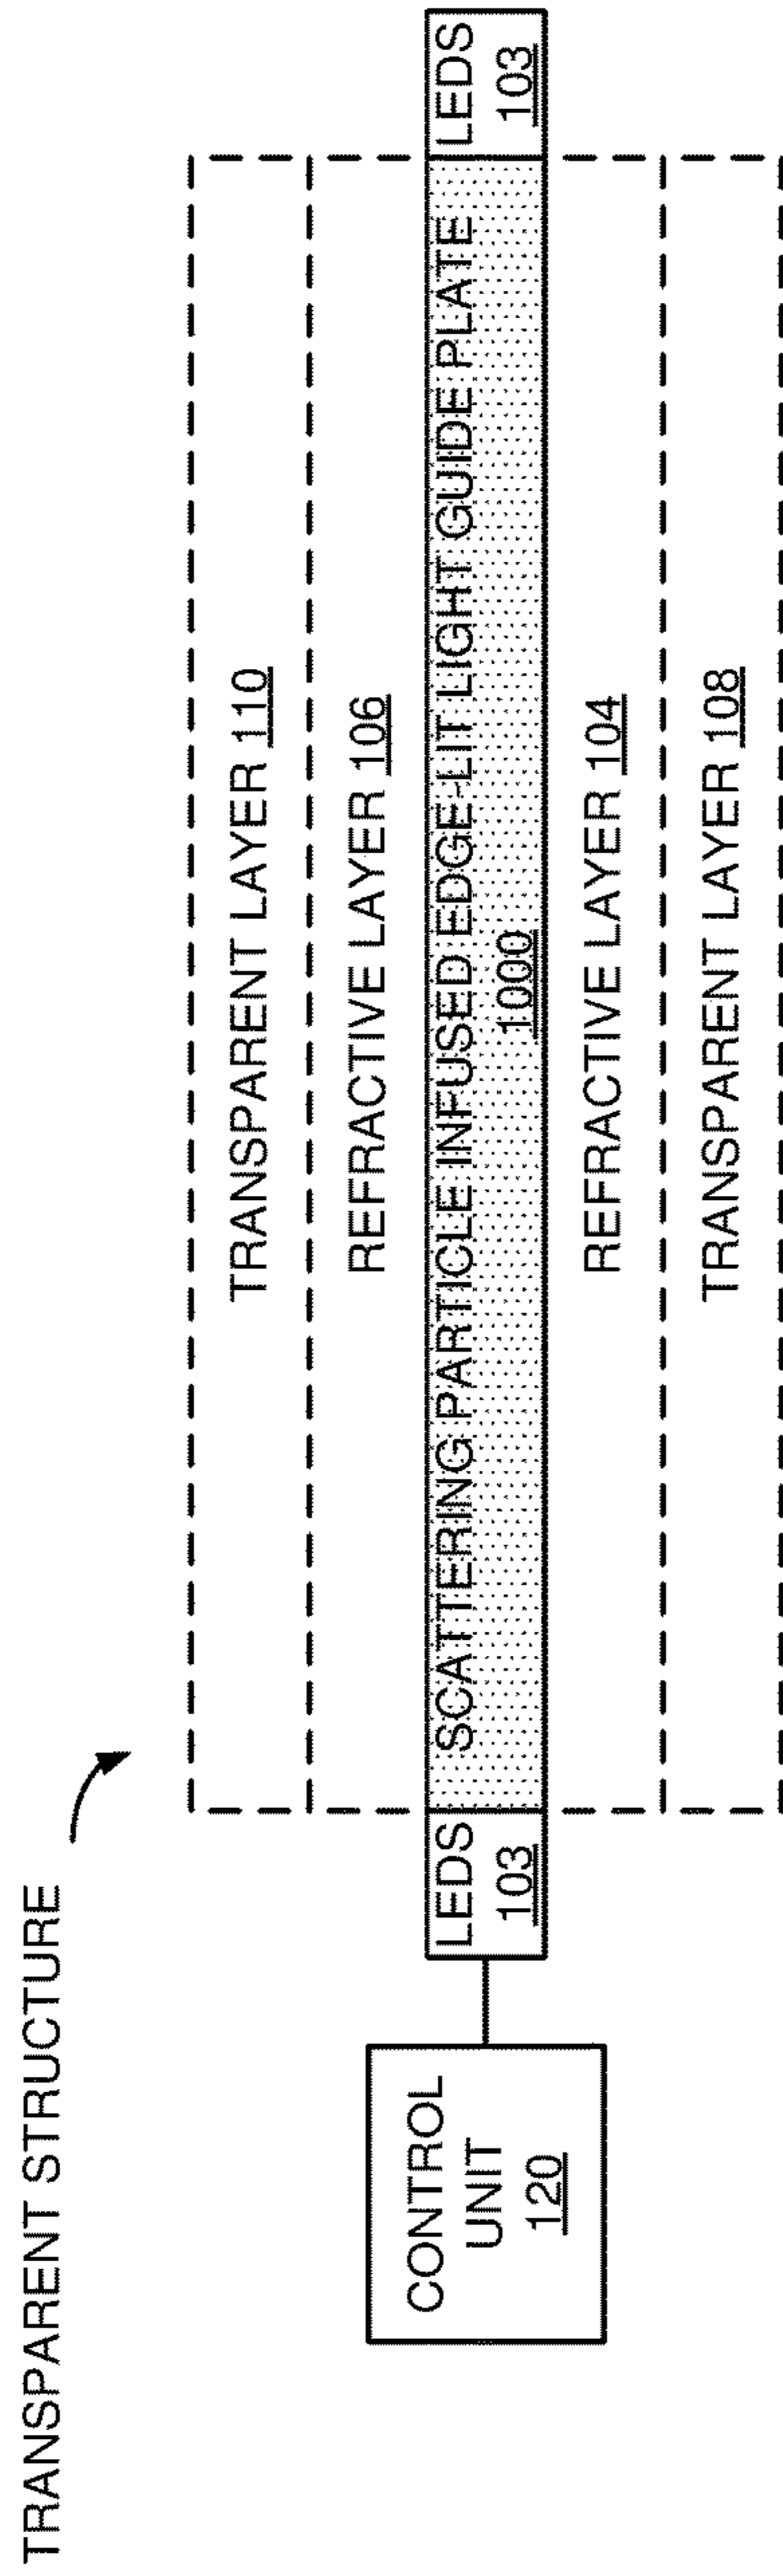 TRANSPARENT STRUCTURE
TRANSPARENT LAYER 110
REFRACTIVE LAYER 106
CONTROL
UNIT
120
LEDS
103
SCATTERING PARTICLE INFUSED EDGE-LIT LIGHT GUIDE PLATE
1000
LEDS
103
REFRACTIVE LAYER 104
TRANSPARENT LAYER 108